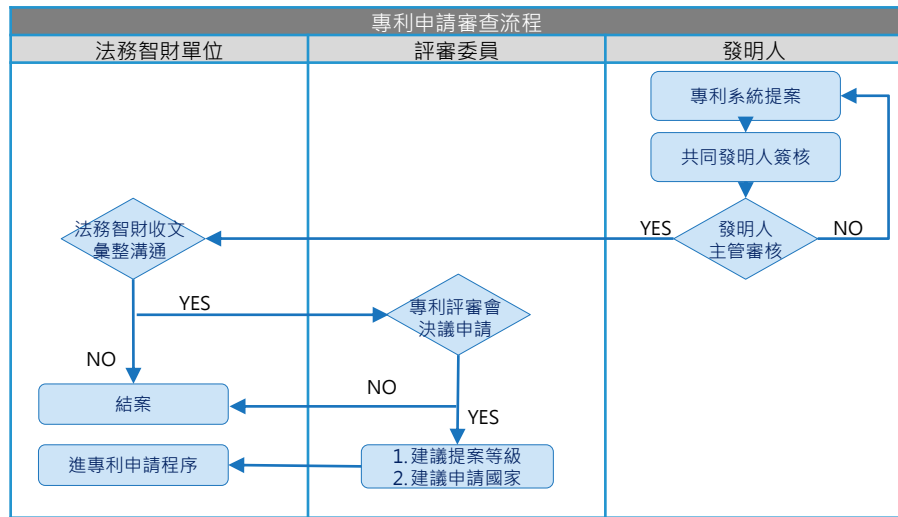 專利申請審查流程
法務智財單位
評審委員
發明人
專利系統提案
共同發明人簽核
發明人
主管審核
YES
NO
法務智財收文
彙整溝通
YES
NO
專利評審會
決議申請
NO
YES
結案
1.建議提案等級
2.建議申請國家
進專利申請程序